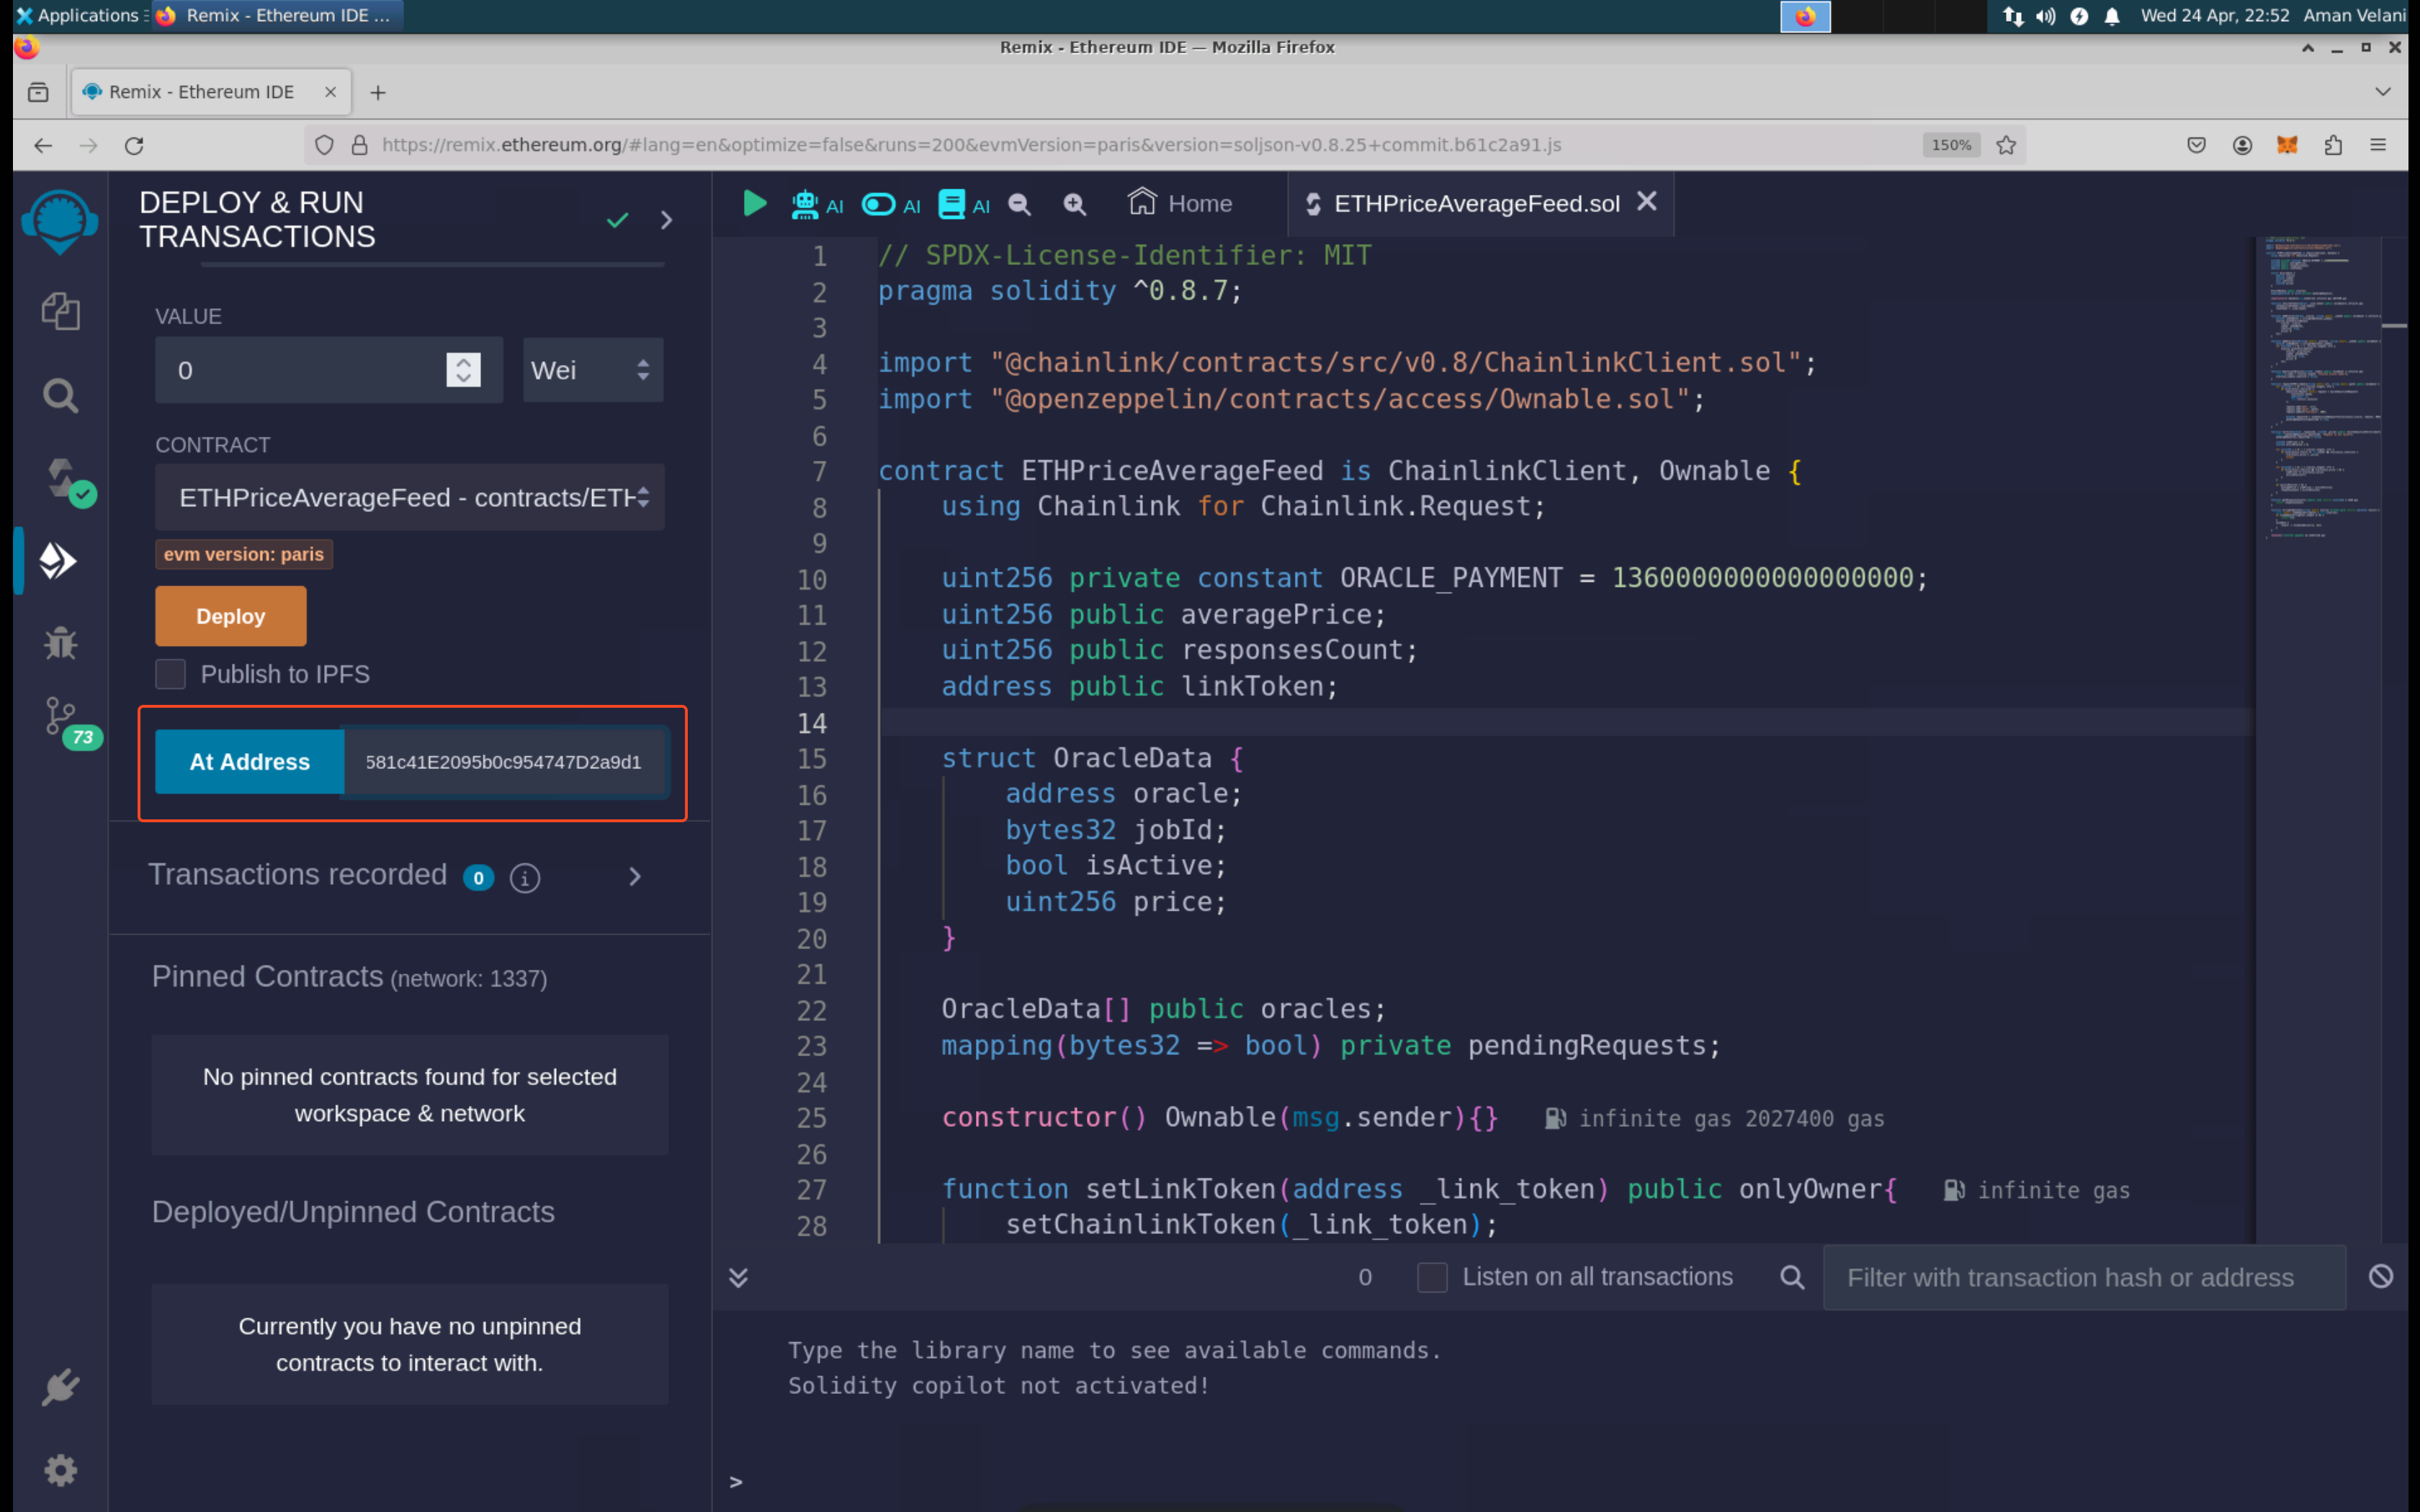 Applications
Remix - Ethereum IDE ...
Wed 24 Apr, 22:52 Aman Velani
Remix - Ethereum IDE — Mozilla Firefox
Remix - Ethereum IDE
https://remix.ethereum.org/#lang=en&optimize=false&runs=200&evmVersion=paris&version=soljson-v0.8.25+commit.b61c2a91.js
150%
DEPLOY & RUN
TRANSACTIONS
VALUE
0
Wei
CONTRACT
ETHPriceAverageFeed - contracts/ETH
evm version: paris
Deploy
Publish to IPFS
73
At Address
581c41E2095b0c954747D2a9d1
Transactions recorded 0 i
Pinned Contracts (network: 1337)
No pinned contracts found for selected
workspace & network
Deployed/Unpinned Contracts
Currently you have no unpinned
contracts to interact with.
AI AI AI Home ETHPriceAverageFeed.sol
1 // SPDX-License-Identifier: MIT
2 pragma solidity ^0.8.7;
3
4 import "@chainlink/contracts/src/v0.8/ChainlinkClient.sol";
5 import "@openzeppelin/contracts/access/Ownable.sol";
6
7 contract ETHPriceAverageFeed is ChainlinkClient, Ownable {
8 using Chainlink for Chainlink.Request;
9
10 uint256 private constant ORACLE_PAYMENT = 1360000000000000000;
11 uint256 public averagePrice;
12 uint256 public responsesCount;
13 address public linkToken;
14
15 struct OracleData {
16 address oracle;
17 bytes32 jobId;
18 bool isActive;
19 uint256 price;
20 }
21
22 OracleData[] public oracles;
23 mapping(bytes32 => bool) private pendingRequests;
24
25 constructor() Ownable(msg.sender){} infinite gas 2027400 gas
26
27 function setLinkToken(address _link_token) public onlyOwner{ infinite gas
28 setChainlinkToken(_link_token);
0
Listen on all transactions
Filter with transaction hash or address
Type the library name to see available commands.
Solidity copilot not activated!
>